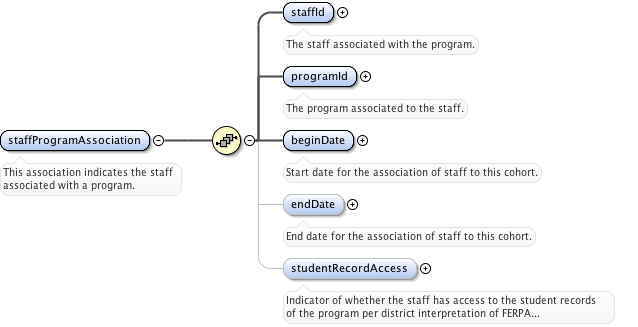 staffId
The staff associated with the program.
programId
The program associated to the staff.
staffProgramAssociation
This association indicates the staff
associated with a program.
beginDate
Start date for the association of staff to this cohort.
endDate
End date for the association of staff to this cohort.
studentRecordAccess
Indicator of whether the staff has access to the student records
of the program per district interpretation of FERPA...